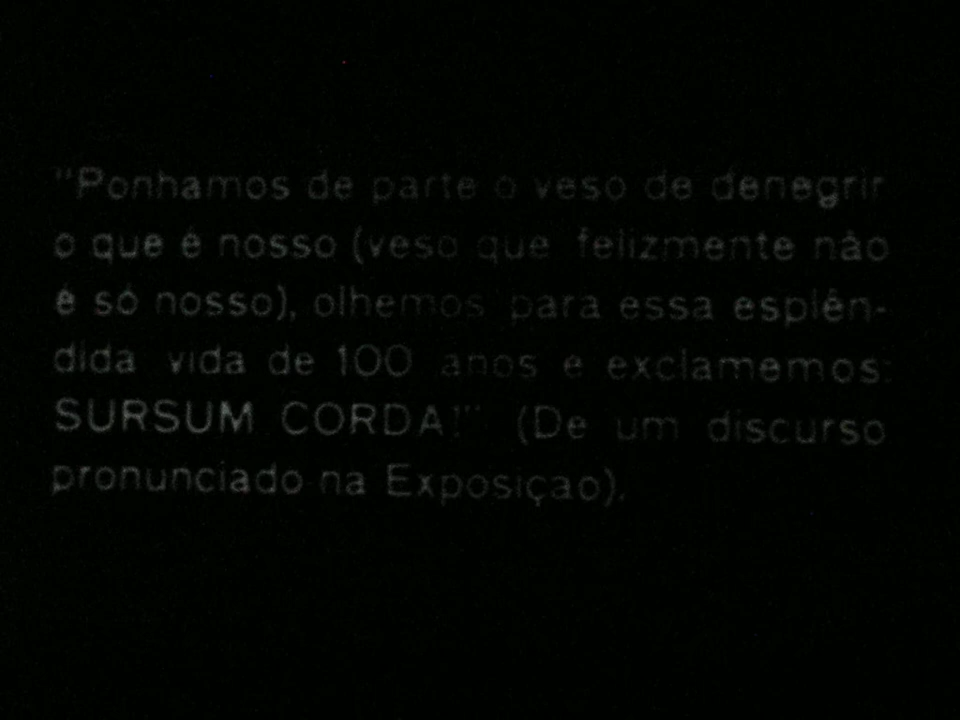 "Ponhamos de parte o veso de denegrir
o que é nosso (veso que felizmente não
é só nosso), olhemos para essa esplên-
dida vida de 100 anos e exclamemos:
SURSUM CORDA!" (De um discurso
pronunciado na Exposiçao).